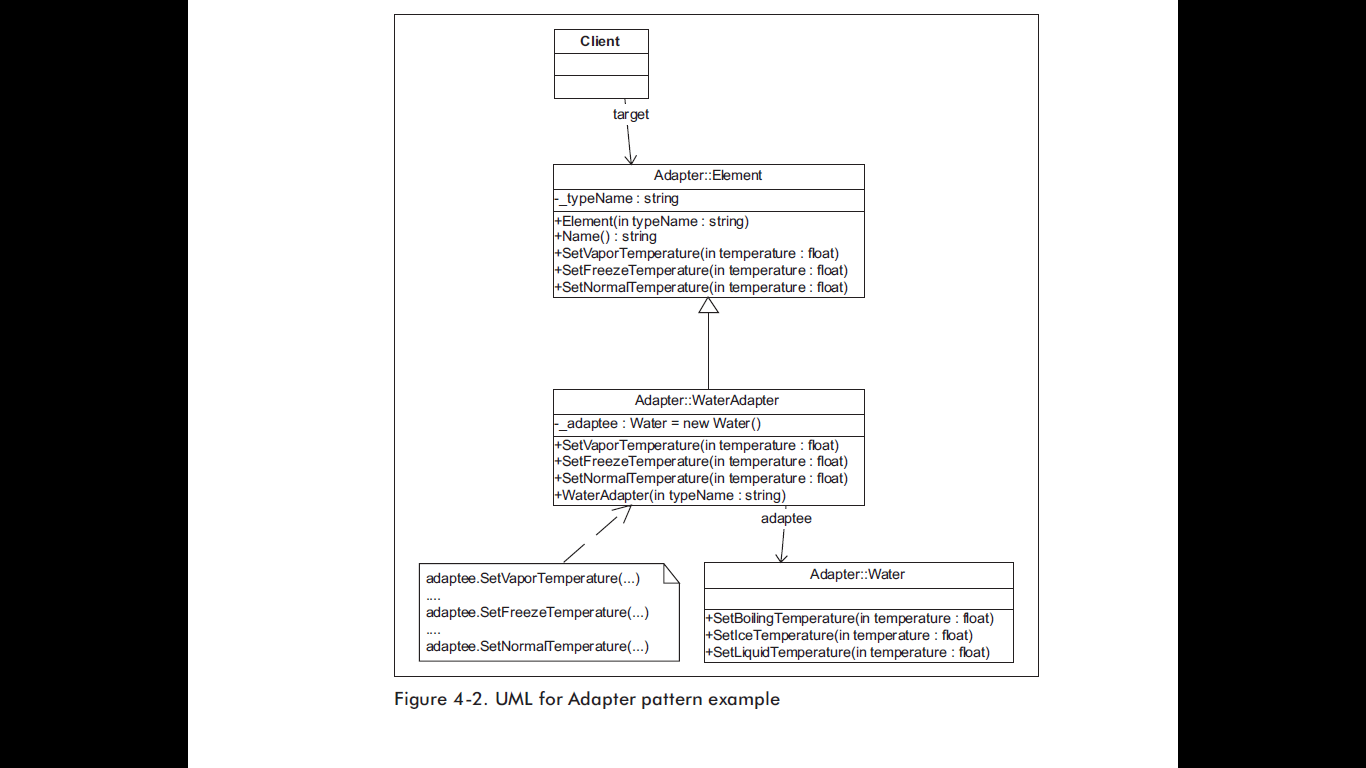 Client
target
Adapter::Element
-_typeName : string
+Element(in typeName : string)
+Name() : string
+SetVaporTemperature(in temperature : float)
+SetFreezeTemperature(in temperature : float)
+SetNormalTemperature(in temperature : float)
Adapter::WaterAdapter
-_adaptee : Water = new Water()
+SetVaporTemperature(in temperature : float)
+SetFreezeTemperature(in temperature : float)
+SetNormalTemperature(in temperature : float)
+WaterAdapter(in typeName : string)
adaptee
adaptee.SetVaporTemperature(...)
....
adaptee.SetFreezeTemperature(...)
....
adaptee.SetNormalTemperature(...)
Adapter::Water
+SetBoilingTemperature(in temperature : float)
+SetIceTemperature(in temperature : float)
+SetLiquidTemperature(in temperature : float)
Figure 4-2. UML for Adapter pattern example